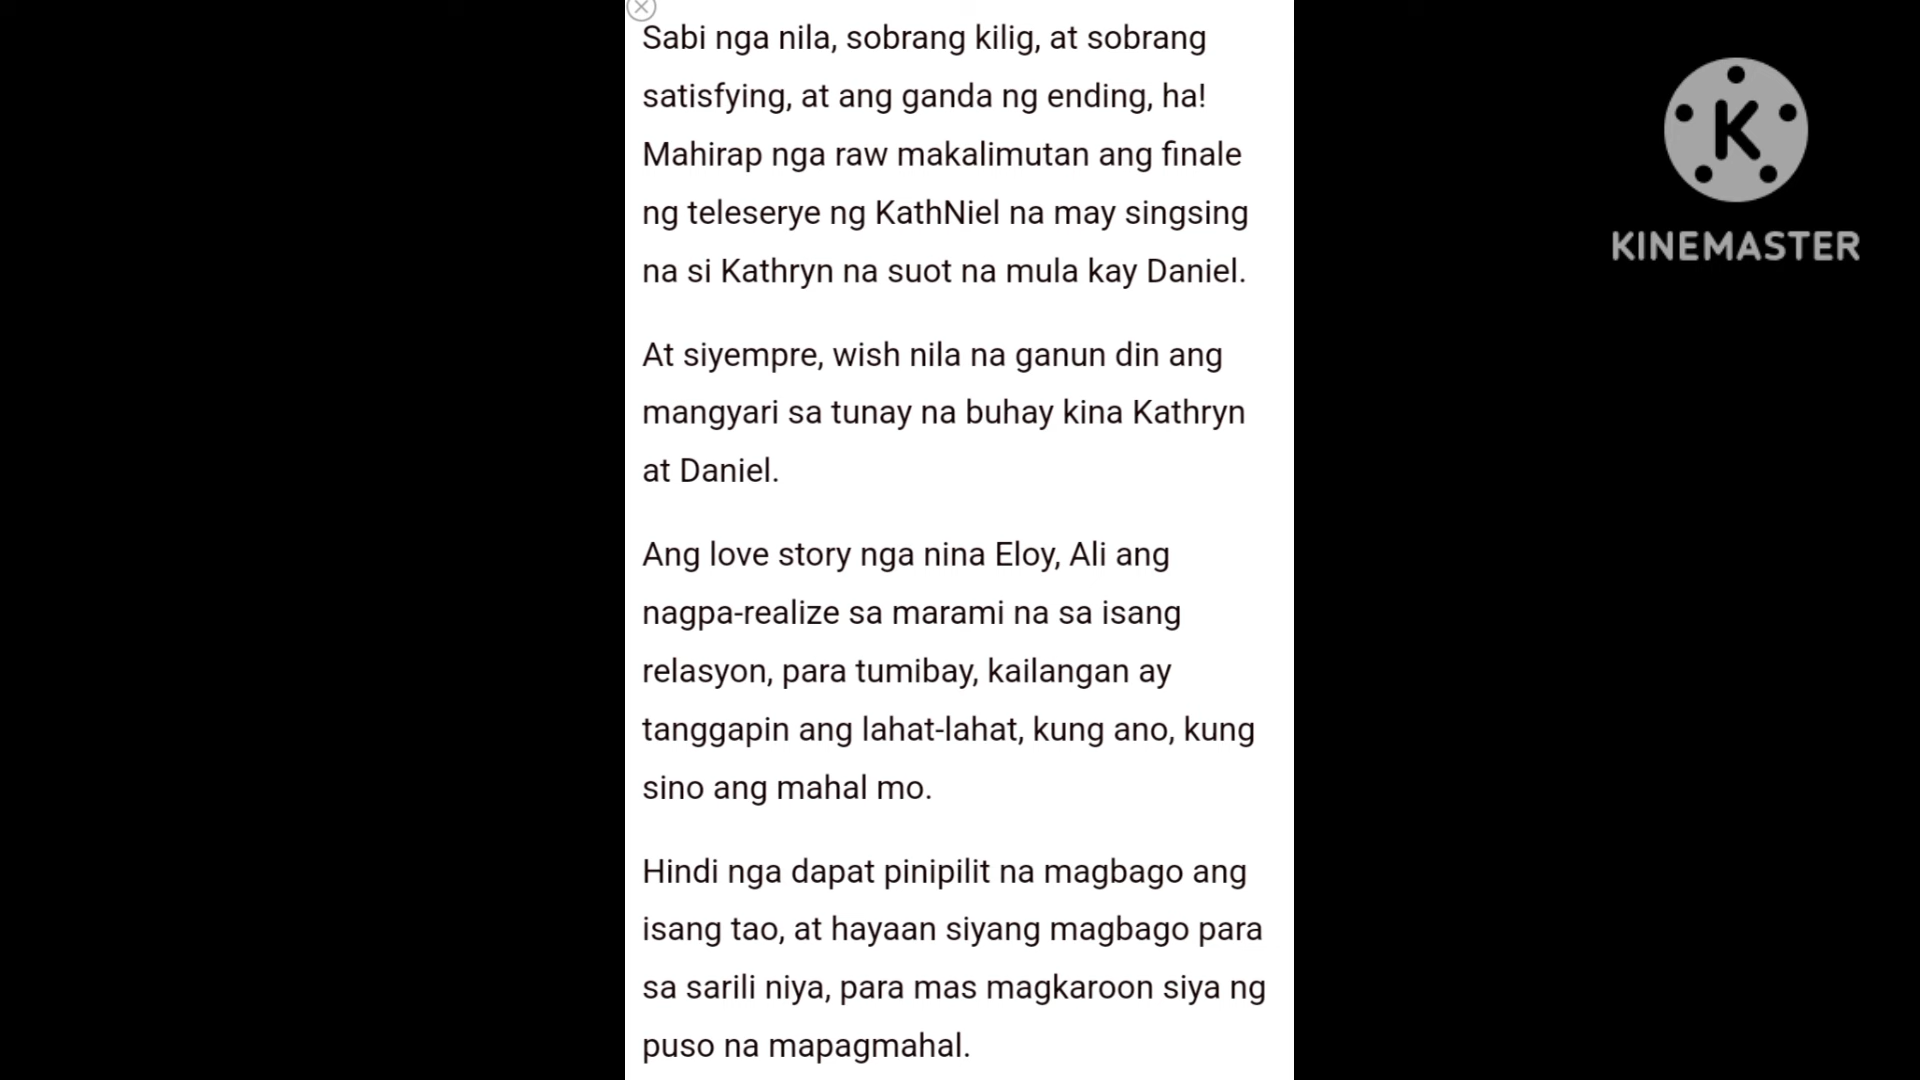 Sabi nga nila, sobrang kilig, at sobrang
satisfying, at ang ganda ng ending, ha!
Mahirap nga raw makalimutan ang finale
ng teleserye ng KathNiel na may singsing
na si Kathryn na suot na mula kay Daniel.
At siyempre, wish nila na ganun din ang
mangyari sa tunay na buhay kina Kathryn
at Daniel.
Ang love story nga nina Eloy, Ali ang
nagpa-realize sa marami na sa isang
relasyon, para tumibay, kailangan ay
tanggapin ang lahat-lahat, kung ano, kung
sino ang mahal mo.
Hindi nga dapat pinipilit na magbago ang
isang tao, at hayaan siyang magbago para
sa sarili niya, para mas magkaroon siya ng
puso na mapagmahal.
K
KINEMASTER